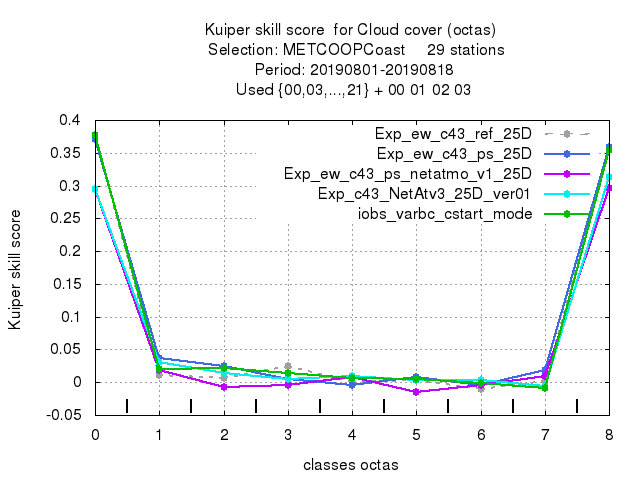 Kuiper skill score  for Cloud cover (octas)
Selection: METCOOPCoast     29 stations
Period: 20190801-20190818
Used {00,03,...,21} + 00 01 02 03
Exp_ew_c43_ref_25D
Exp_ew_c43_ps_25D
Exp_ew_c43_ps_netatmo_v1_25D
Exp_c43_NetAtv3_25D_ver01
iobs_varbc_cstart_mode
Kuiper skill score
0.4
0.35
0.3
0.25
0.2
0.15
0.1
0.05
0
-0.05
0 1 2 3 4 5 6 7 8
classes octas